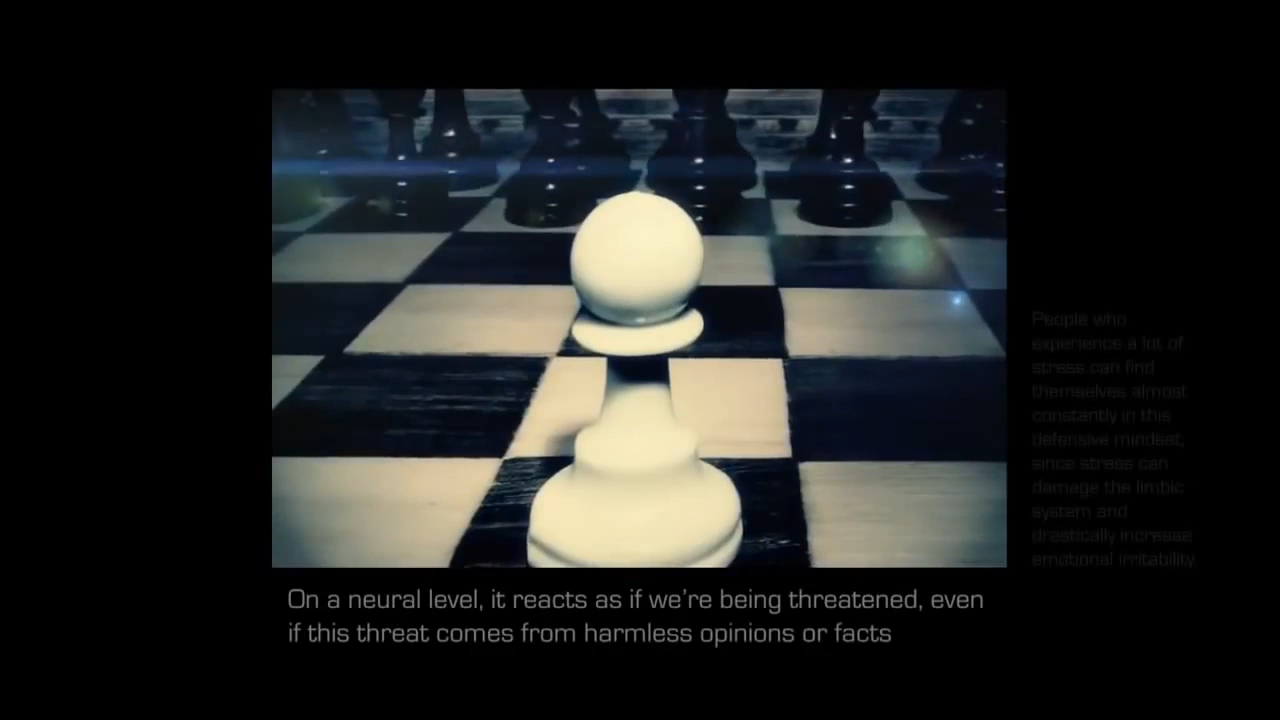 People who
experience a lot of
stress can find
themselves almost
constantly in this
defensive mindset,
since stress can
damage the limbic
system and
drastically increase
emotional irritability
On a neural level, it reacts as if we're being threatened, even
if this threat comes from harmless opinions or facts